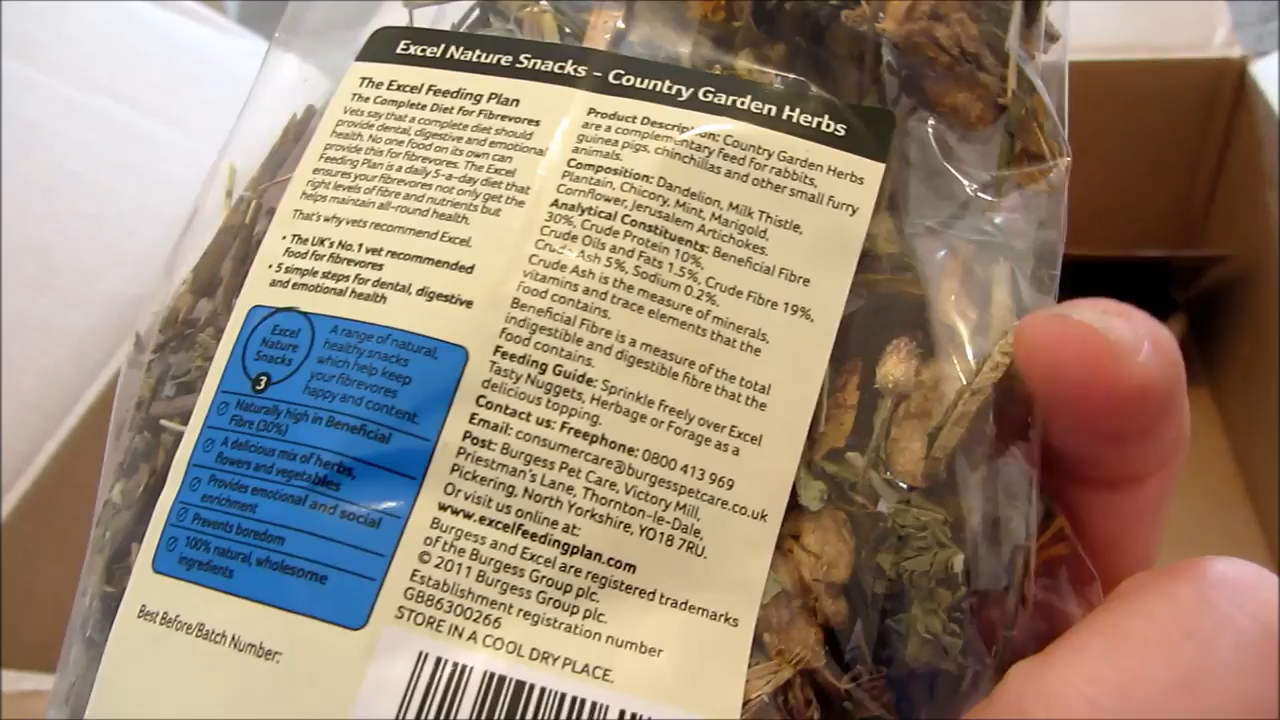 Excel Nature Snacks – Country Garden Herbs
The Excel Feeding Plan
The Complete Diet for Fibrevores
Vets say that a complete diet should
provide dental, digestive and emotional
health. No one food on its own can
provide this for fibrevores. The Excel
Feeding Plan is a daily 5-a-day diet that
ensures your fibrevores not only get the
right levels of fibre and nutrients but
helps maintain all-round health.
That's why vets recommend Excel.
• The UK's No.1 vet recommended
food for fibrevores
• 5 simple steps for dental, digestive
and emotional health
Excel
Nature
Snacks
3
A range of natural,
healthy snacks
which help keep
your fibrevores
happy and content.
Naturally high in Beneficial
Fibre (30%)
A delicious mix of herbs,
flowers and vegetables
Provides emotional and social
enrichment
Prevents boredom
100% natural, wholesome
ingredients
Best Before/Batch Number:
Product Description: Country Garden Herbs
are a complementary feed for rabbits,
guinea pigs, chinchillas and other small furry
animals.
Composition: Dandelion, Milk Thistle,
Plantain, Chicory, Mint, Marigold,
Cornflower, Jerusalem Artichokes.
Analytical Constituents: Beneficial Fibre
30%, Crude Protein 10%,
Crude Oils and Fats 1.5%, Crude Fibre 19%,
Crude Ash 5%, Sodium 0.2%.
Crude Ash is the measure of minerals,
vitamins and trace elements that the
food contains.
Beneficial Fibre is a measure of the total
indigestible and digestible fibre that the
food contains.
Feeding Guide: Sprinkle freely over Excel
Tasty Nuggets, Herbage or Forage as a
delicious topping.
Contact us: Freephone: 0800 413 969
Email: consumercare@burgesspetcare.co.uk
Post: Burgess Pet Care, Victory Mill,
Priestman's Lane, Thornton-le-Dale,
Pickering, North Yorkshire, YO18 7RU.
Or visit us online at:
www.excelfeedingplan.com
Burgess and Excel are registered trademarks
of the Burgess Group plc.
© 2011 Burgess Group plc.
Establishment registration number
GB86300266
STORE IN A COOL DRY PLACE.